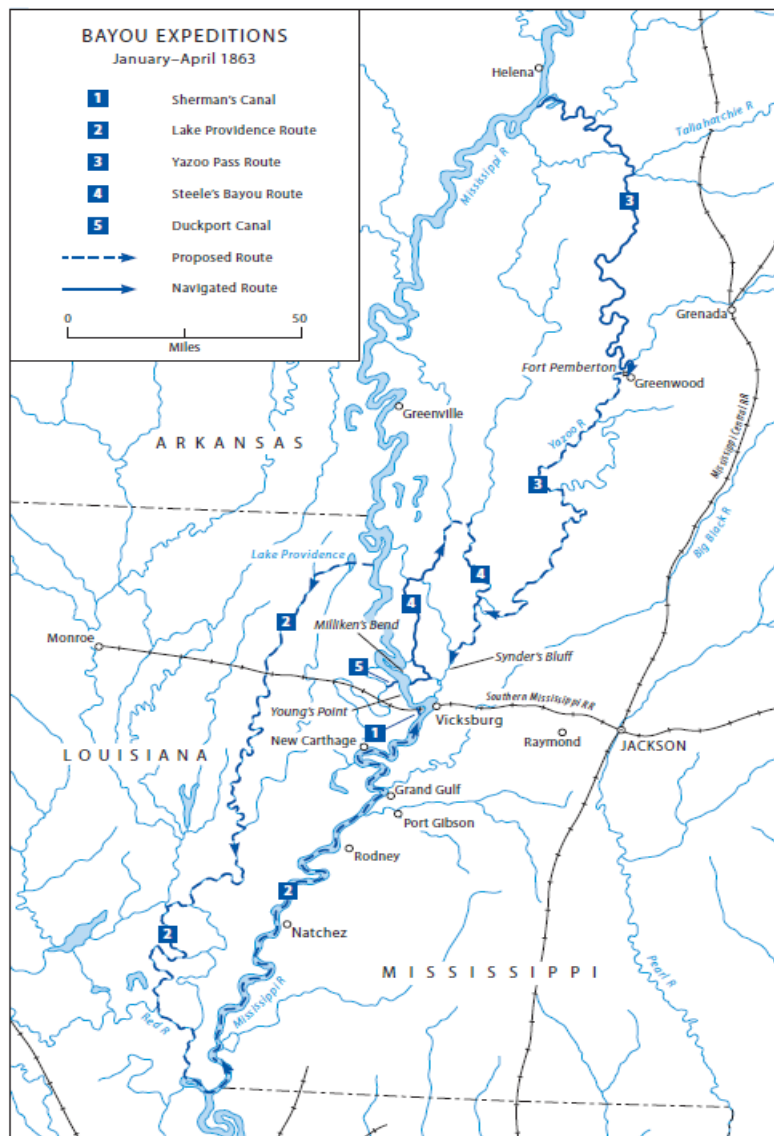 BAYOU EXPEDITIONS
January–April 1863
1 Sherman's Canal
2 Lake Providence Route
3 Yazoo Pass Route
4 Steele's Bayou Route
5 Duckport Canal
Proposed Route
Navigated Route
0 50
Miles
Helena
Tallahatchie R
Mississippi R
3
Grenada
Fort Pemberton
Greenwood
Greenville
Yazoo R
Mississippi Central RR
ARKANSAS
3
Big Black R
Lake Providence
4
4
2
Milliken's Bend
Monroe
5
Synder's Bluff
Young's Point
Southern Mississippi RR
Vicksburg
1
New Carthage
Raymond
JACKSON
LOUISIANA
Grand Gulf
Port Gibson
Rodney
2
Natchez
2
MISSISSIPPI
Pearl R
Mississippi R
Red R